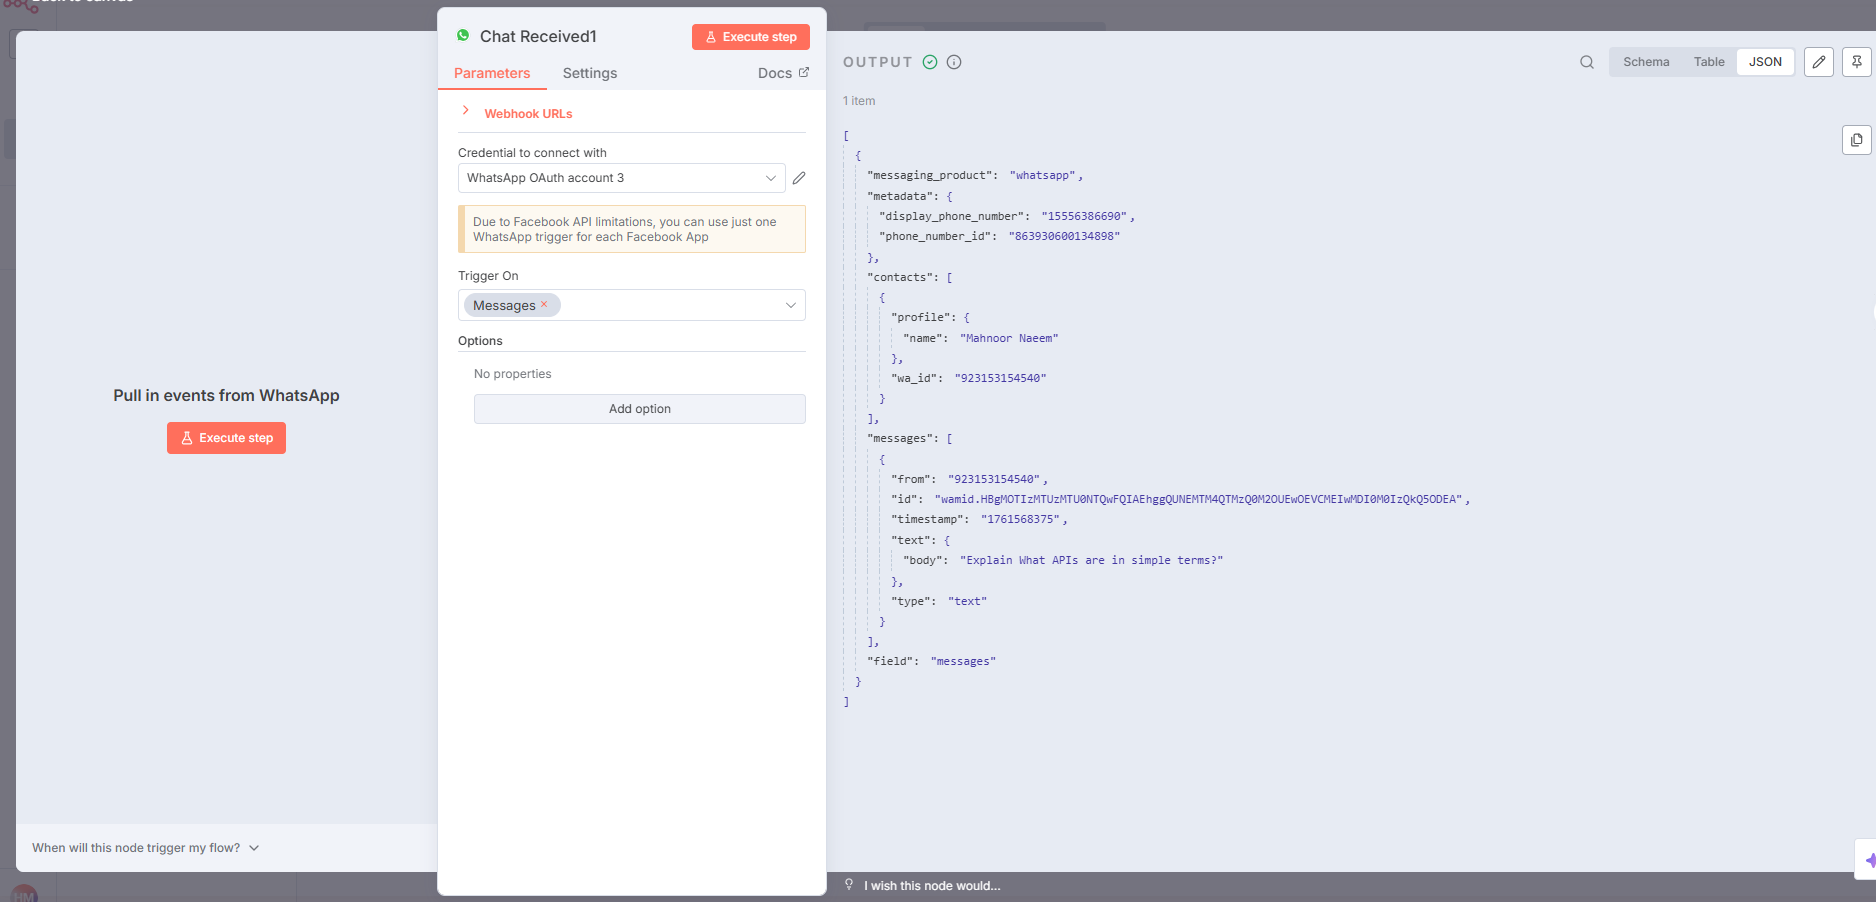 Back to canvas
Chat Received1
Execute step
Parameters
Settings
Docs
Webhook URLs
Credential to connect with
WhatsApp OAuth account 3
Due to Facebook API limitations, you can use just one
WhatsApp trigger for each Facebook App
Trigger On
Messages ×
Options
No properties
Add option
Pull in events from WhatsApp
Execute step
When will this node trigger my flow?
HM
OUTPUT
Schema
Table
JSON
1 item
[
{
"messaging_product": "whatsapp",
"metadata": {
"display_phone_number": "15556386690",
"phone_number_id": "863930600134898"
},
"contacts": [
{
"profile": {
"name": "Mahnoor Naeem"
},
"wa_id": "923153154540"
}
],
"messages": [
{
"from": "923153154540",
"id": "wamid.HBgMOTIzMTUzMTU0NTQwFQIAEhggQUNEMTM4QTMzQ0M2OUEwOEVCMEIwMDI0M0IzQkQ5ODEA",
"timestamp": "1761568375",
"text": {
"body": "Explain What APIs are in simple terms?"
},
"type": "text"
}
],
"field": "messages"
}
]
I wish this node would...